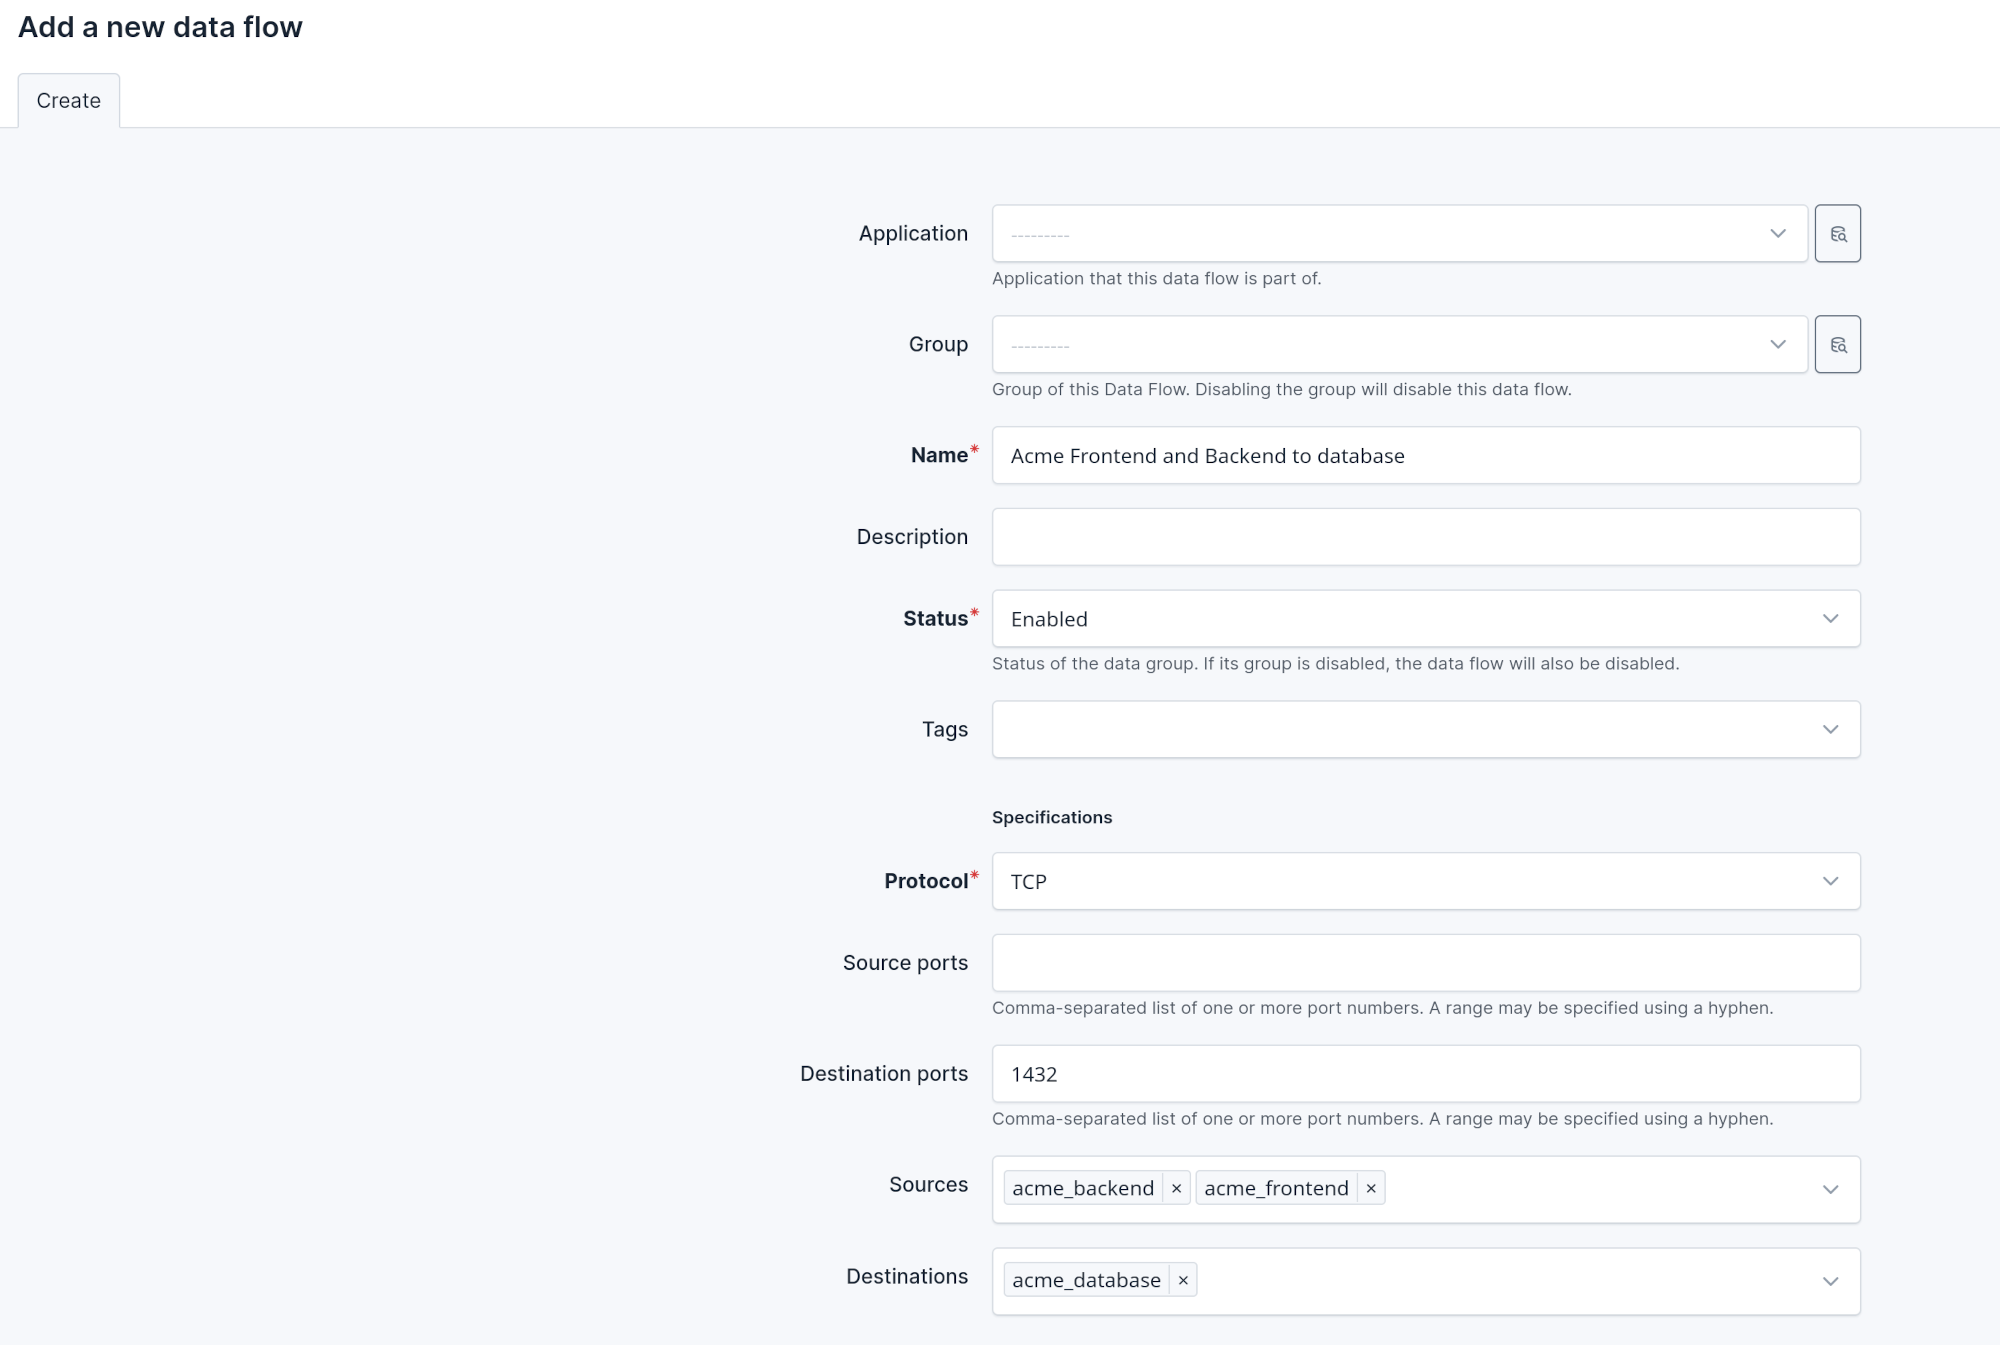 Add a new data flow
Create
Application
---------
Application that this data flow is part of.
Group
---------
Group of this Data Flow. Disabling the group will disable this data flow.
Name*
Acme Frontend and Backend to database
Description
Status*
Enabled
Status of the data group. If its group is disabled, the data flow will also be disabled.
Tags
Specifications
Protocol*
TCP
Source ports
Comma-separated list of one or more port numbers. A range may be specified using a hyphen.
Destination ports
1432
Comma-separated list of one or more port numbers. A range may be specified using a hyphen.
Sources
acme_backend × acme_frontend ×
Destinations
acme_database ×